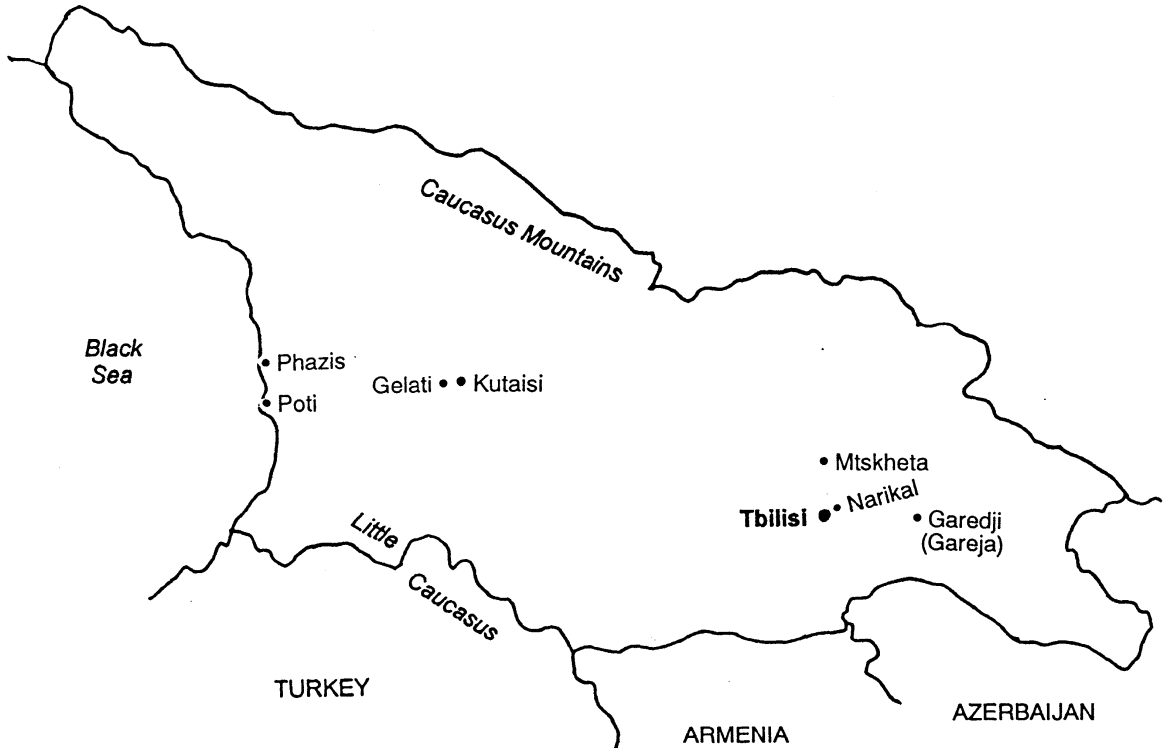 Caucasus Mountains
Black
Sea
Phazis
Gelati
Kutaisi
Poti
Mtskheta
Narikal
Tbilisi
Garedji
(Gareja)
Little
Caucasus
TURKEY
ARMENIA
AZERBAIJAN